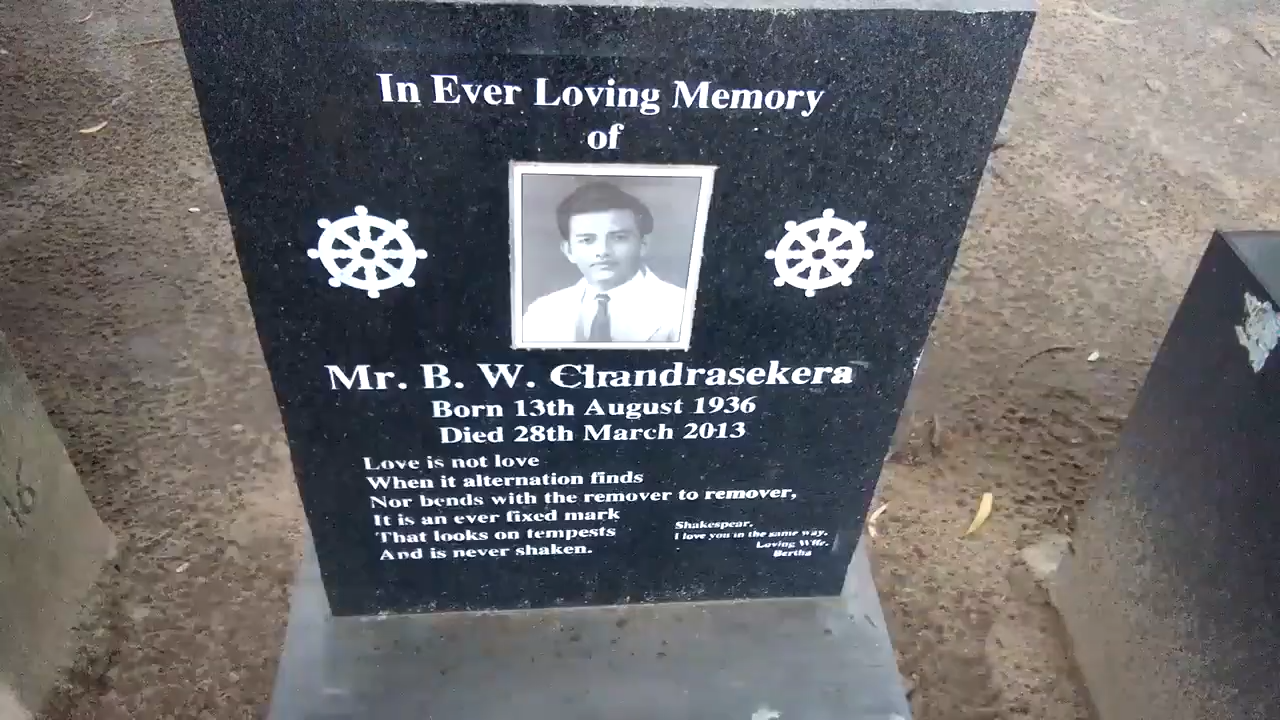 In Ever Loving Memory
of
Mr. B. W. Chandrasekera
Born 13th August 1936
Died 28th March 2013
Love is not love
When it alternation finds
Nor bends with the remover to remover,
It is an ever fixed mark
That looks on tempests
And is never shaken.
Shakespear.
I love you in the same way.
Loving Wife.
Bertha
16